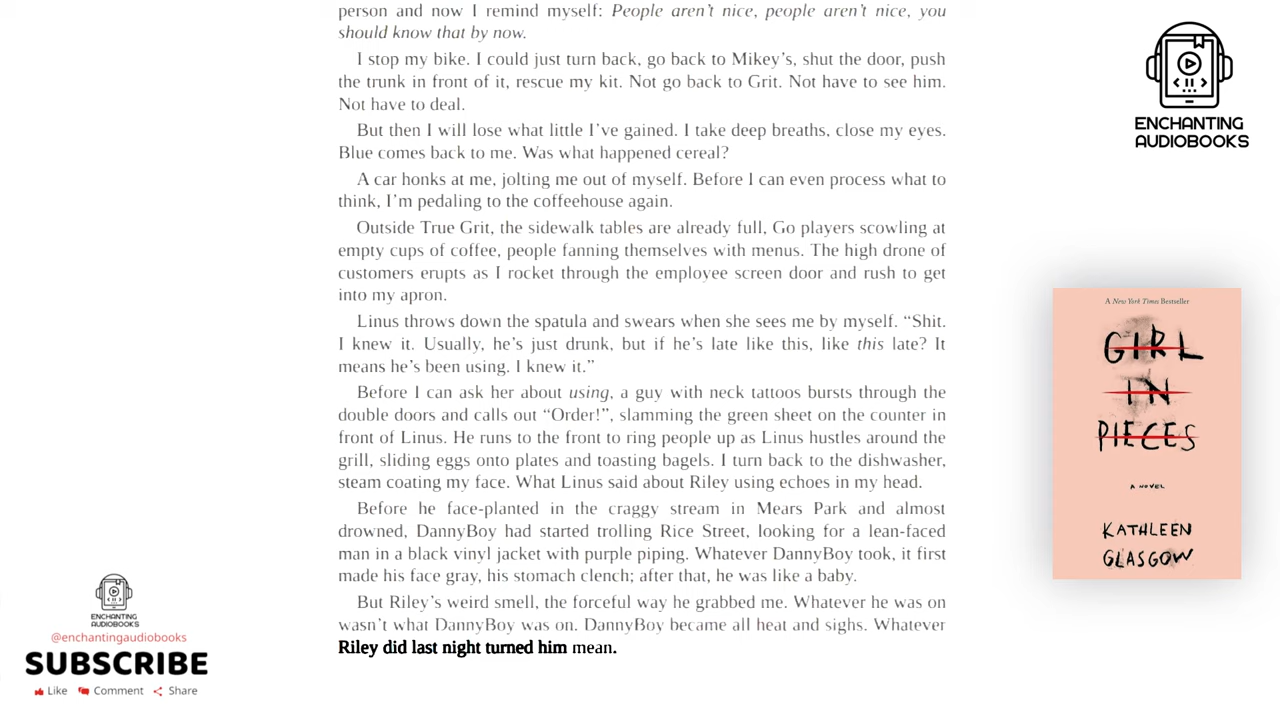 person and now I remind myself: People aren't nice, people aren't nice, you
should know that by now.
I stop my bike. I could just turn back, go back to Mikey's, shut the door, push
the trunk in front of it, rescue my kit. Not go back to Grit. Not have to see him.
Not have to deal.
But then I will lose what little I've gained. I take deep breaths, close my eyes.
Blue comes back to me. Was what happened cereal?
A car honks at me, jolting me out of myself. Before I can even process what to
think, I'm pedaling to the coffeehouse again.
Outside True Grit, the sidewalk tables are already full, Go players scowling at
empty cups of coffee, people fanning themselves with menus. The high drone of
customers erupts as I rocket through the employee screen door and rush to get
into my apron.
Linus throws down the spatula and swears when she sees me by myself. “Shit.
I knew it. Usually, he's just drunk, but if he's late like this, like this late? It
means he's been using. I knew it.”
Before I can ask her about using, a guy with neck tattoos bursts through the
double doors and calls out “Order!”, slamming the green sheet on the counter in
front of Linus. He runs to the front to ring people up as Linus hustles around the
grill, sliding eggs onto plates and toasting bagels. I turn back to the dishwasher,
steam coating my face. What Linus said about Riley using echoes in my head.
Before he face-planted in the craggy stream in Mears Park and almost
drowned, DannyBoy had started trolling Rice Street, looking for a lean-faced
man in a black vinyl jacket with purple piping. Whatever DannyBoy took, it first
made his face gray, his stomach clench; after that, he was like a baby.
But Riley's weird smell, the forceful way he grabbed me. Whatever he was on
wasn't what DannyBoy was on. DannyBoy became all heat and sighs. Whatever
Riley did last night turned him mean.
ENCHANTING
AUDIOBOOKS
A New York Times Bestseller
GIRL
IN
PIECES
A NOVEL
KATHLEEN
GLASGOW
ENCHANTING
AUDIOBOOKS
@enchantingaudiobooks
SUBSCRIBE
Like Comment Share